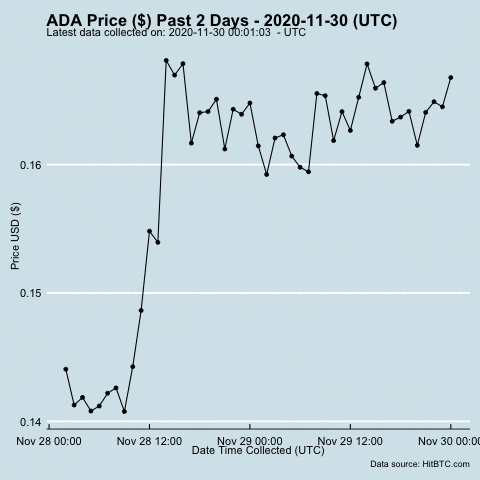 ADA Price ($) Past 2 Days - 2020-11-30 (UTC)
Latest data collected on: 2020-11-30 00:01:03 - UTC
Price USD ($)
0.16
0.15
0.14
Nov 28 00:00 Nov 28 12:00 Nov 29 00:00 Nov 29 12:00 Nov 30 00:00
Date Time Collected (UTC)
Data source: HitBTC.com